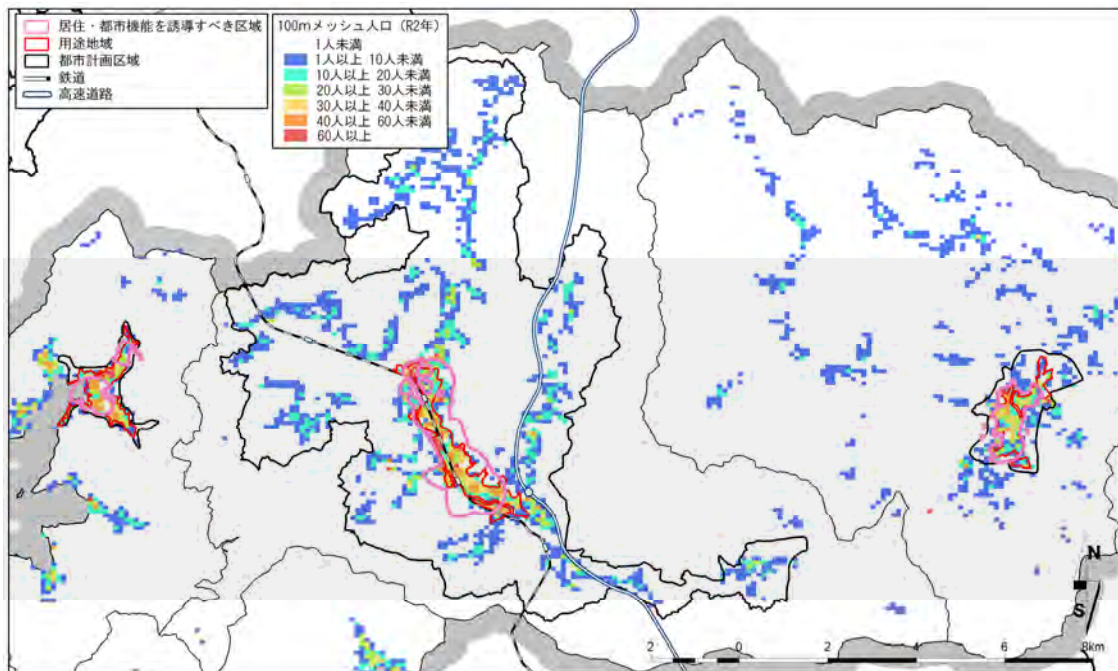 居住・都市機能を誘導すべき区域
用途地域
都市計画区域
鉄道
高速道路
100mメッシュ人口（R2年）
1人未満
1人以上 10人未満
10人以上 20人未満
20人以上 30人未満
30人以上 40人未満
40人以上 60人未満
60人以上
N
S
2 0 2 4 6 8km